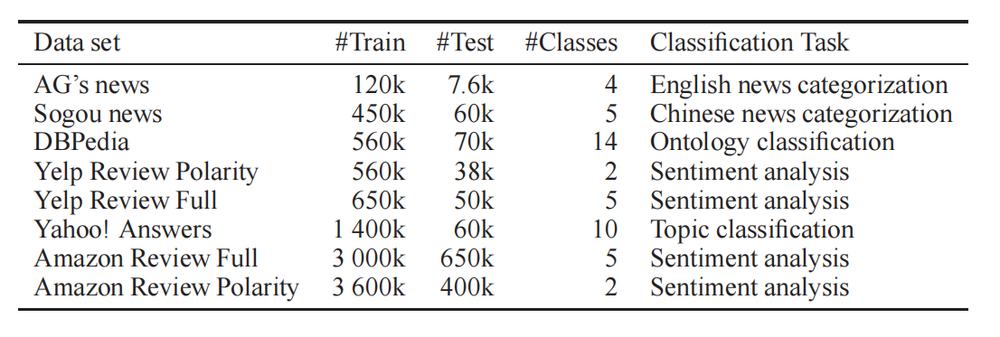 Data set #Train #Test #Classes Classification Task
AG's news 120k 7.6k 4 English news categorization
Sogou news 450k 60k 5 Chinese news categorization
DBPedia 560k 70k 14 Ontology classification
Yelp Review Polarity 560k 38k 2 Sentiment analysis
Yelp Review Full 650k 50k 5 Sentiment analysis
Yahoo! Answers 1 400k 60k 10 Topic classification
Amazon Review Full 3 000k 650k 5 Sentiment analysis
Amazon Review Polarity 3 600k 400k 2 Sentiment analysis